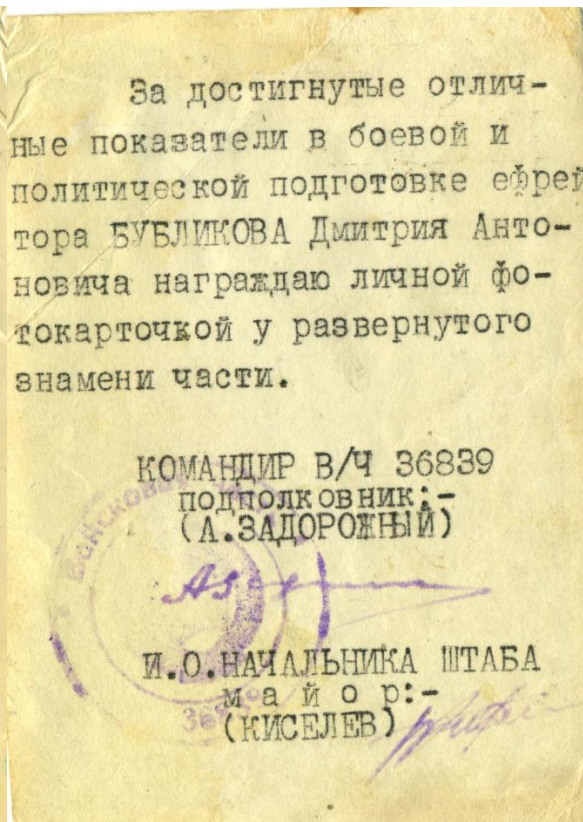 За достигнутые отлич-
ные показатели в боевой и
политической подготовке ефрей
тора БУБЛИКОВА Дмитрия Анто-
новича награждаю личной фо-
токарточкой у развернутого
знамени части.
КОМАНДИР В/Ч 36839
подполковник:-
(А.ЗАДОРОЖНЫЙ)
И.О.НАЧАЛЬНИКА ШТАБА
м а й о р:-
(КИСЕЛЕВ)